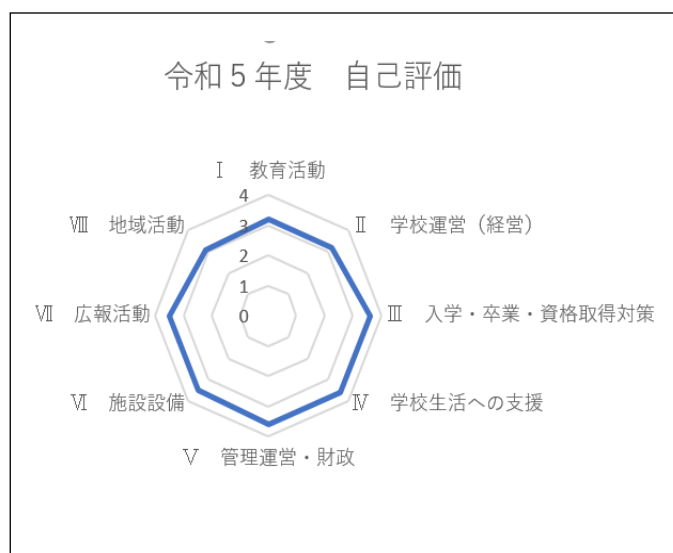 令和５年度　自己評価
Ⅰ　教育活動
Ⅱ　学校運営（経営）
Ⅲ　入学・卒業・資格取得対策
Ⅳ　学校生活への支援
Ⅴ　管理運営・財政
Ⅵ　施設設備
Ⅶ　広報活動
Ⅷ　地域活動
4
3
2
1
0